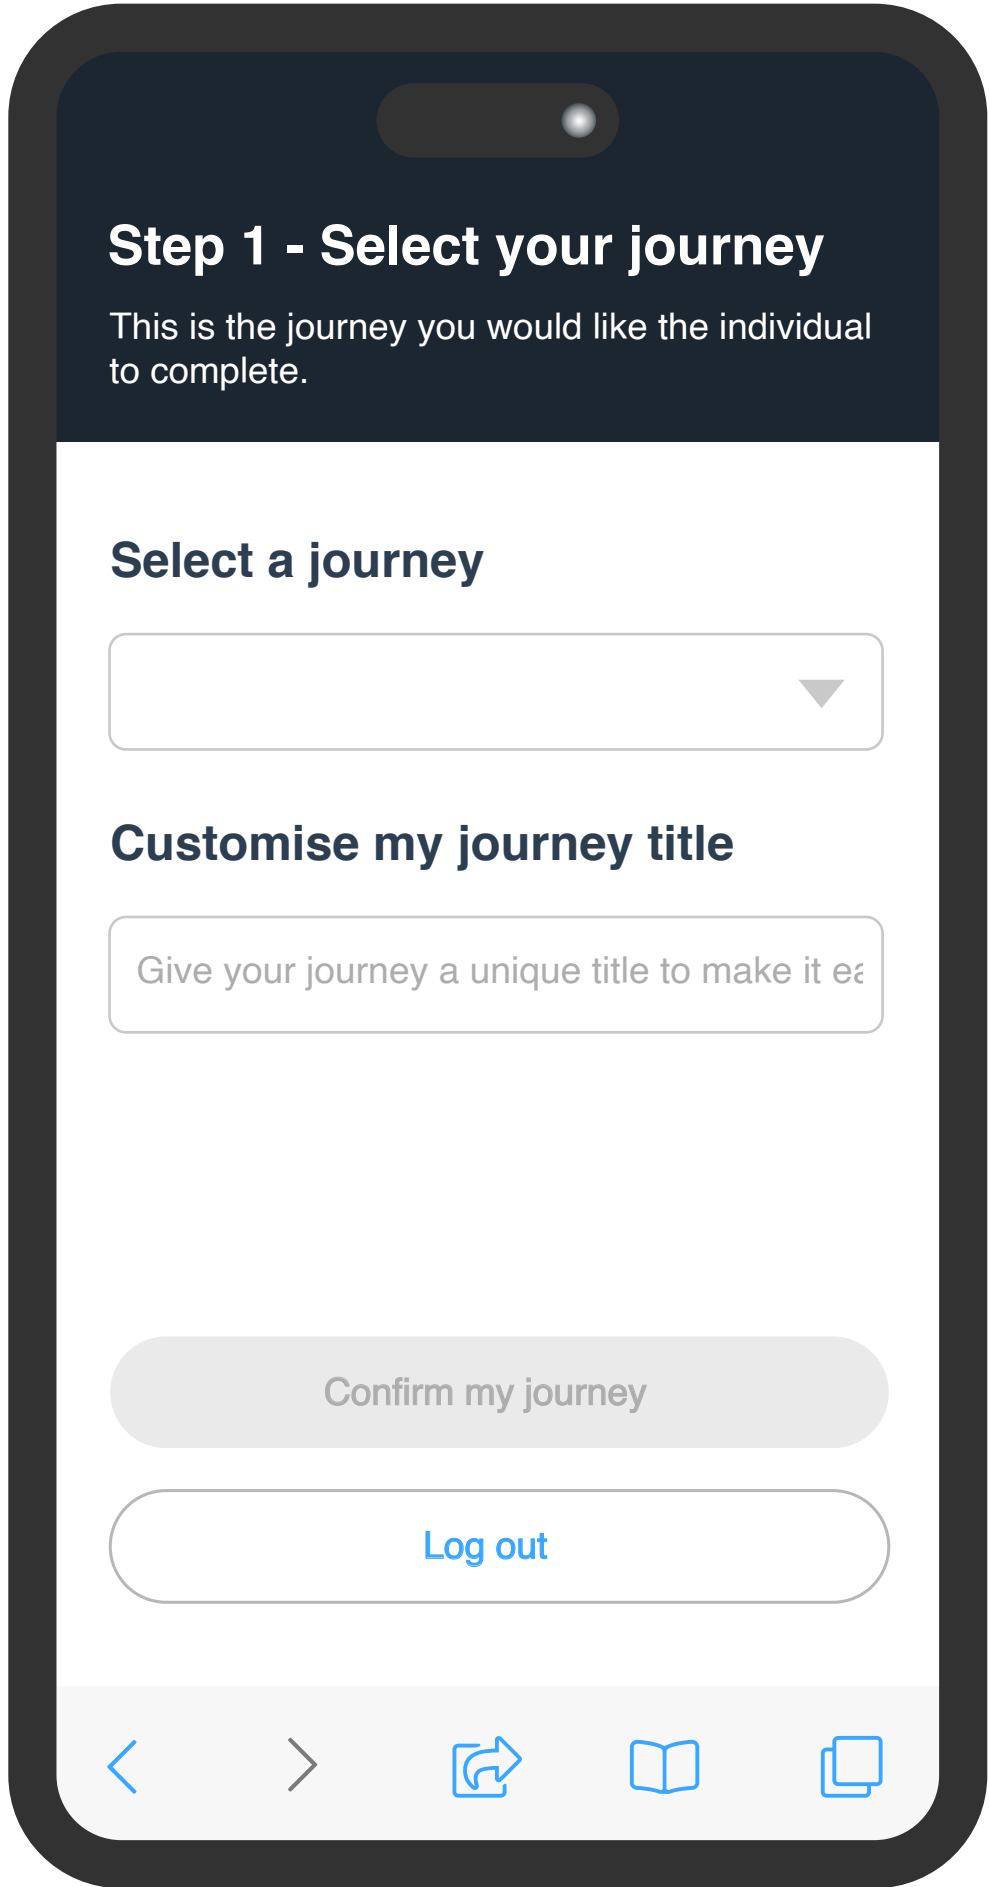 Step 1 - Select your journey
This is the journey you would like the individual
to complete.
Select a journey
Customise my journey title
Give your journey a unique title to make it
Confirm my journey
Log out